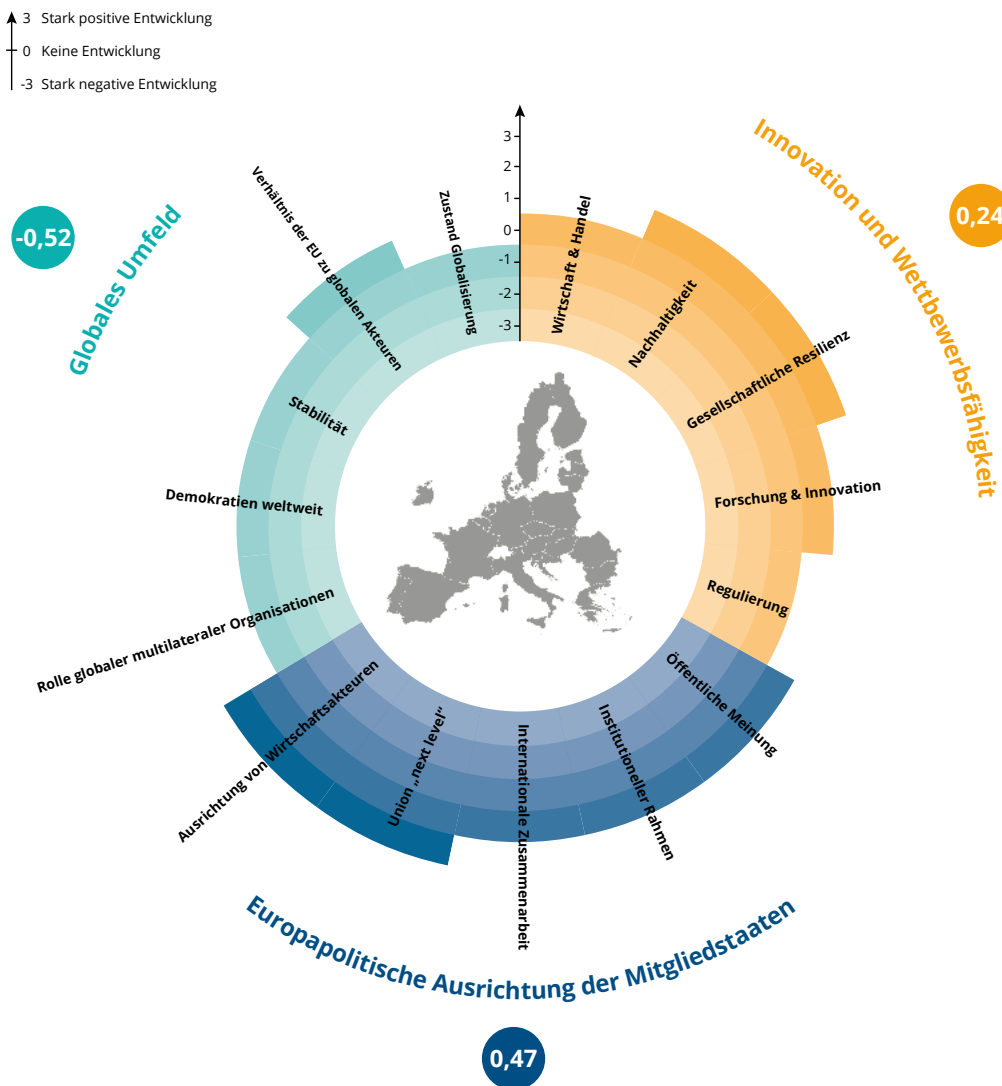 3 Stark positive Entwicklung
0 Keine Entwicklung
-3 Stark negative Entwicklung
3
2
1
0
-1
-2
-3
Innovation und Wettbewerbsfähigkeit
0,24
Wirtschaft & Handel
Nachhaltigkeit
Gesellschaftliche Resilienz
Forschung & Innovation
Regulierung
Öffentliche Meinung
Institutioneller Rahmen
Internationale Zusammenarbeit
Union „next level“
Ausrichtung von Wirtschaftsakteuren
Europapolitische Ausrichtung der Mitgliedstaaten
0,47
Rolle globaler multilateraler Organisationen
Demokratien weltweit
Stabilität
Verhältnis der EU zu globalen Akteuren
Zustand Globalisierung
Globales Umfeld
-0,52